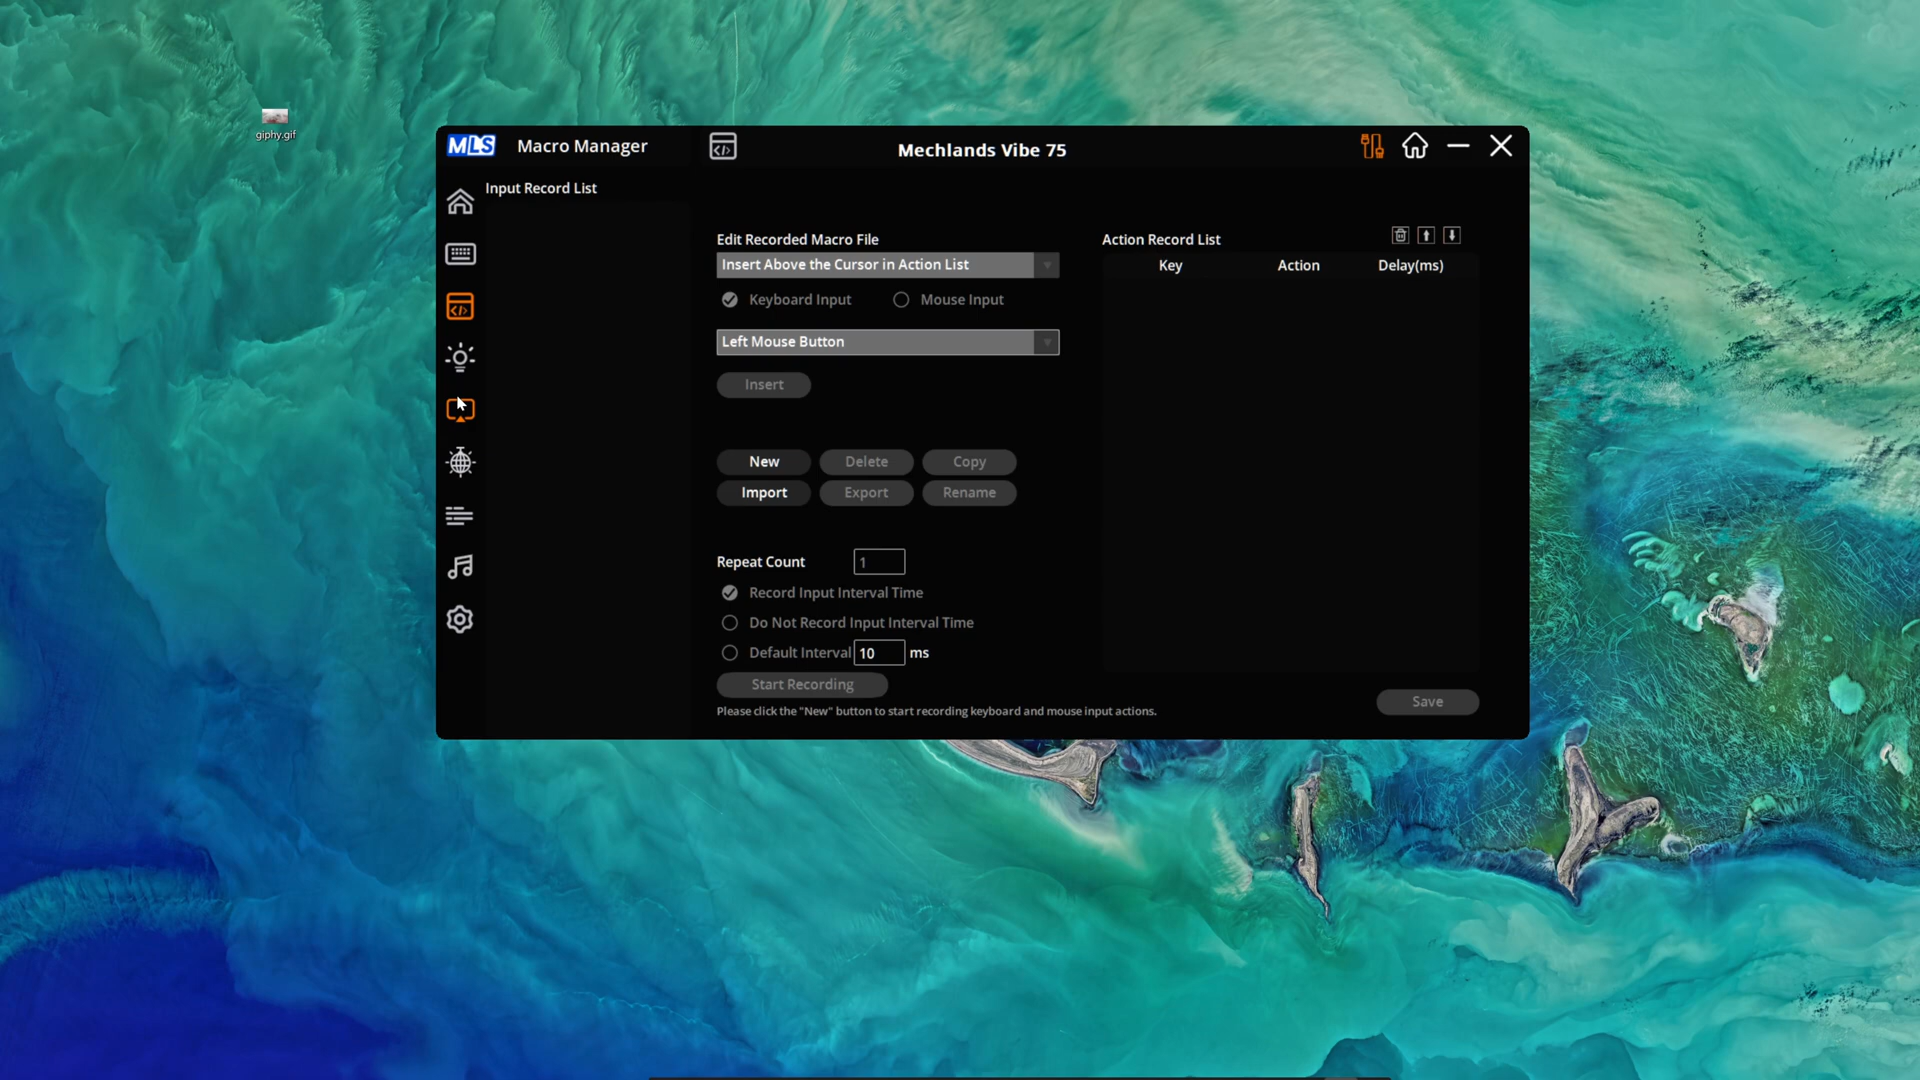 giphy.gif
MLS Macro Manager
Mechlands Vibe 75
Input Record List
Edit Recorded Macro File
Insert Above the Cursor in Action List
Keyboard Input Mouse Input
Left Mouse Button
Insert
New Delete Copy
Import Export Rename
Repeat Count 1
Record Input Interval Time
Do Not Record Input Interval Time
Default Interval 10 ms
Start Recording
Please click the "New" button to start recording keyboard and mouse input actions.
Action Record List
Key Action Delay(ms)
Save